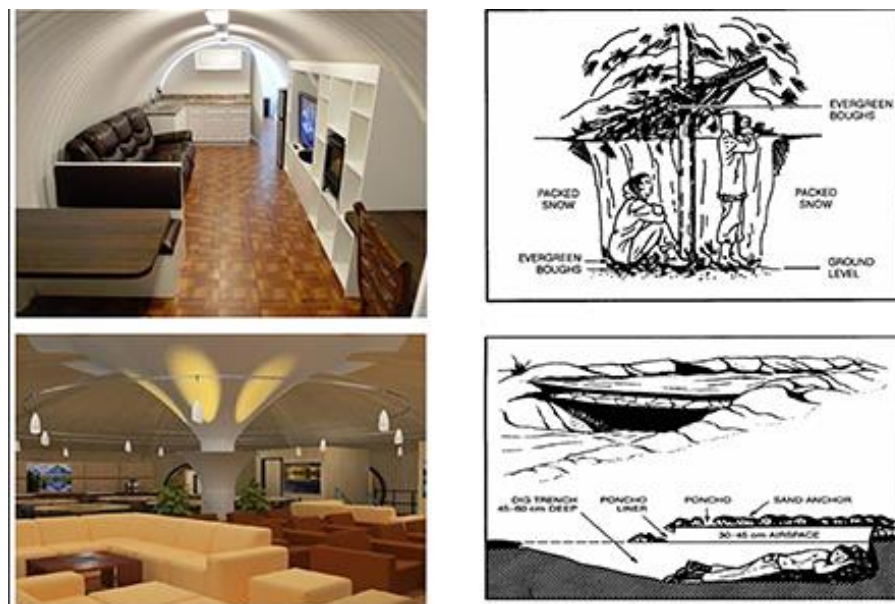 EVERGREEN
BOUGHS
PACKED
SNOW
PACKED
SNOW
EVERGREEN
BOUGHS
GROUND
LEVEL
DIG TRENCH
45-60 cm DEEP
PONCHO
LINER
PONCHO
SAND ANCHOR
30-45 cm AIRSPACE